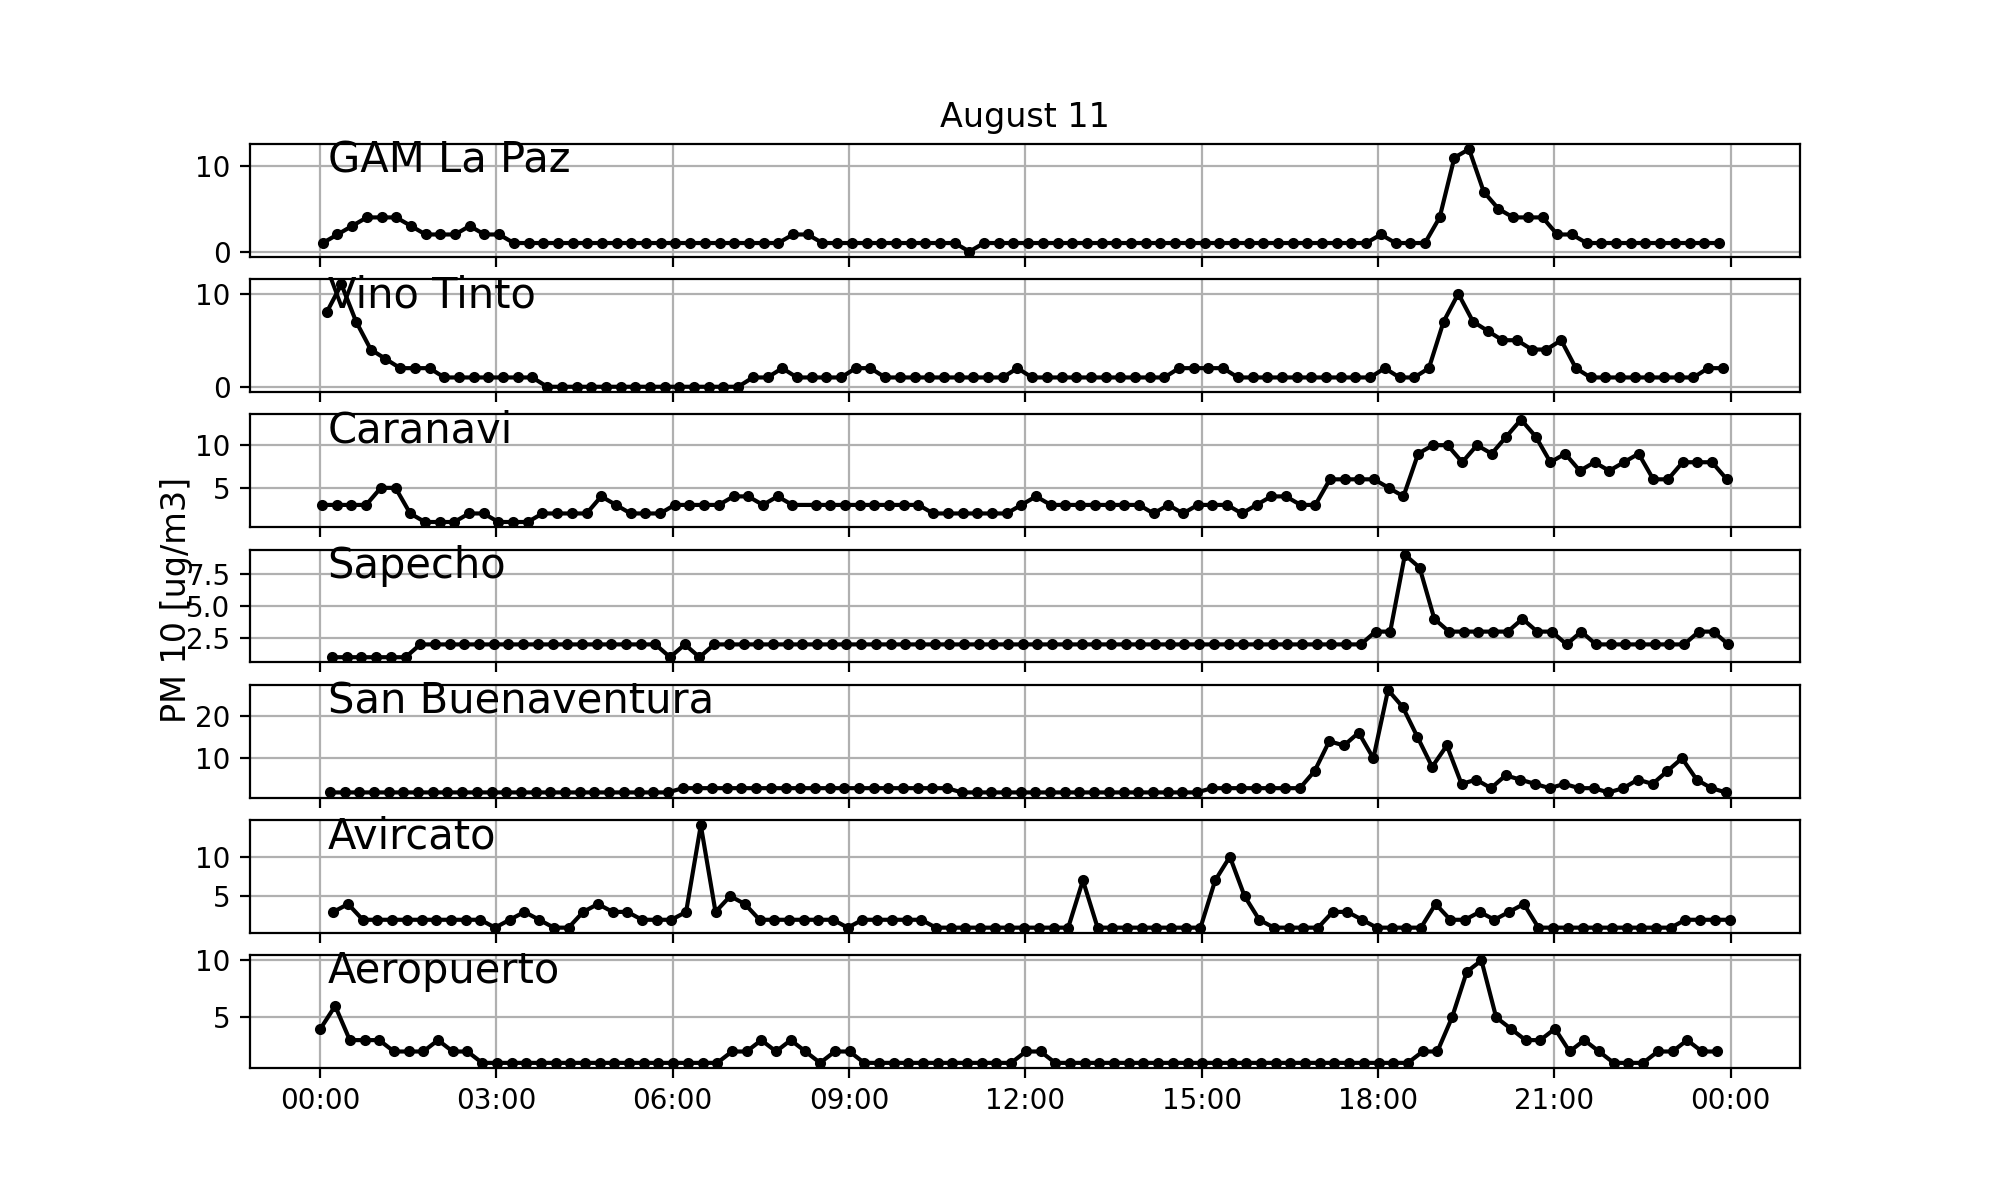 August 11
GAM La Paz
10
0
Vino Tinto
10
0
Caranavi
10
5
PM 10 [ug/m3]
Sapecho
7.5
5.0
2.5
San Buenaventura
20
10
Avircato
10
5
Aeropuerto
10
5
00:00 03:00 06:00 09:00 12:00 15:00 18:00 21:00 00:00